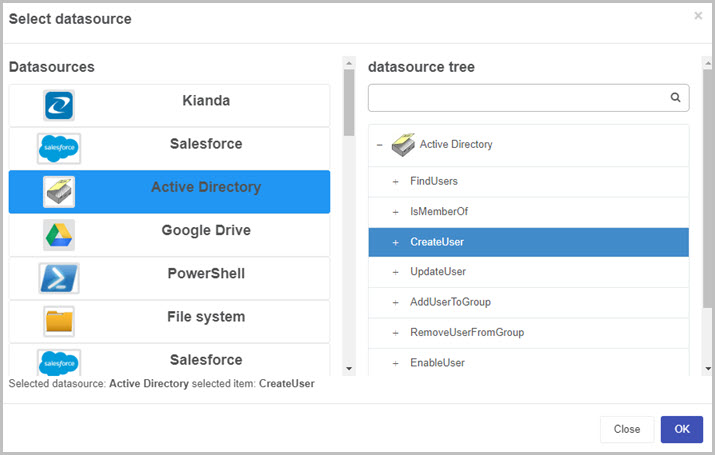 Select datasource
×
Datasources
Kianda
salesforce
Salesforce
Active Directory
Google Drive
PowerShell
File system
salesforce
Salesforce
datasource tree
− Active Directory
+ FindUsers
+ IsMemberOf
+ CreateUser
+ UpdateUser
+ AddUserToGroup
+ RemoveUserFromGroup
+ EnableUser
Selected datasource: Active Directory selected item: CreateUser
Close
OK